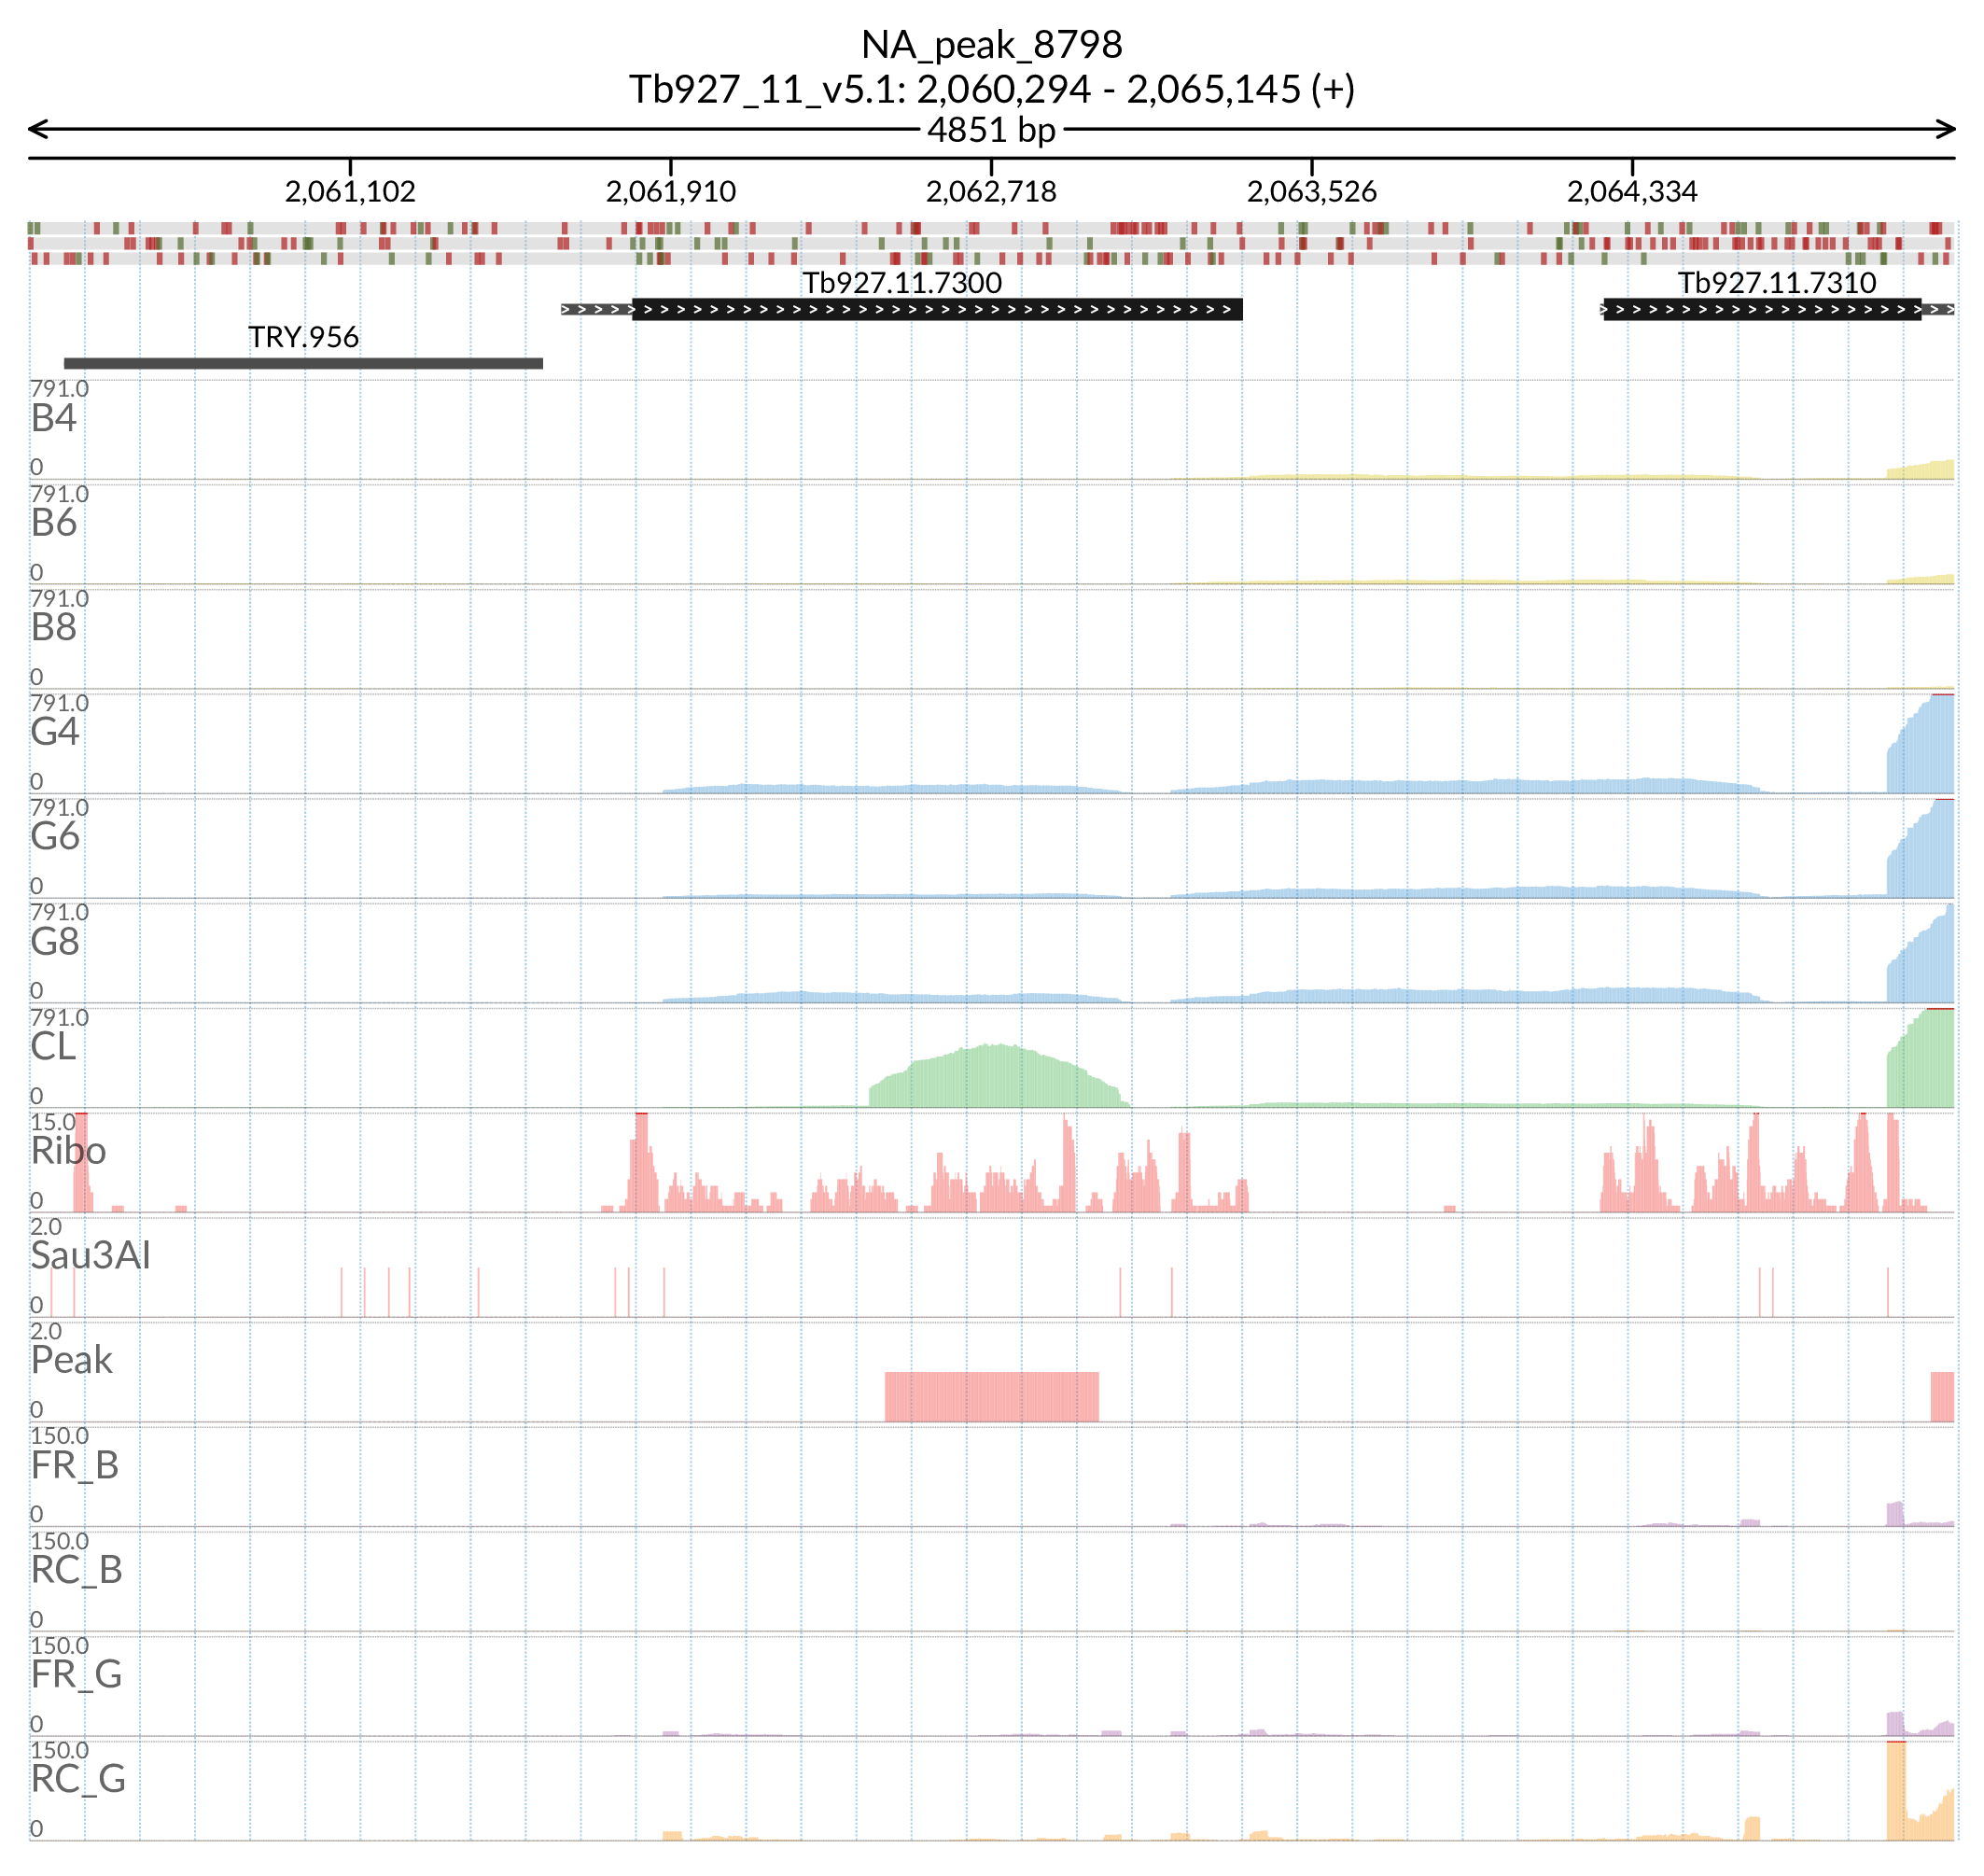 NA_peak_8798
Tb927_11_v5.1: 2,060,294 - 2,065,145 (+)
4851 bp
2,061,102 2,061,910 2,062,718 2,063,526 2,064,334
Tb927.11.7300 Tb927.11.7310
TRY.956
791.0
B4
0
791.0
B6
0
791.0
B8
0
791.0
G4
0
791.0
G6
0
791.0
G8
0
791.0
CL
0
15.0
Ribo
0
2.0
Sau3AI
0
2.0
Peak
0
150.0
FR_B
0
150.0
RC_B
0
150.0
FR_G
0
150.0
RC_G
0